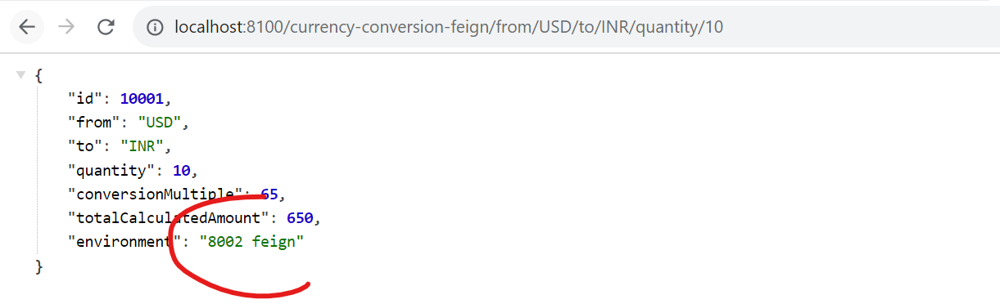 localhost:8100/currency-conversion-feign/from/USD/to/INR/quantity/10
{
"id": 10001,
"from": "USD",
"to": "INR",
"quantity": 10,
"conversionMultiple": 65,
"totalCalculatedAmount": 650,
"environment": "8002 feign"
}